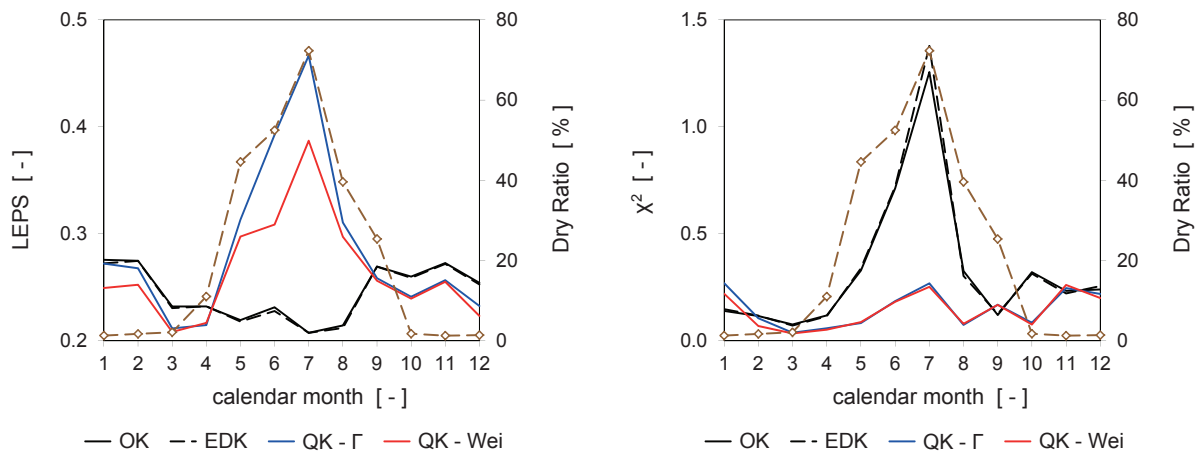 0.5
0.4
0.3
0.2
LEPS [ - ]
80
60
40
20
0
Dry Ratio [ % ]
1 2 3 4 5 6 7 8 9 10 11 12
calendar month [ - ]
OK EDK QK - Γ QK - Wei
1.5
1.0
0.5
0.0
χ² [ - ]
80
60
40
20
0
Dry Ratio [ % ]
1 2 3 4 5 6 7 8 9 10 11 12
calendar month [ - ]
OK EDK QK - Γ QK - Wei